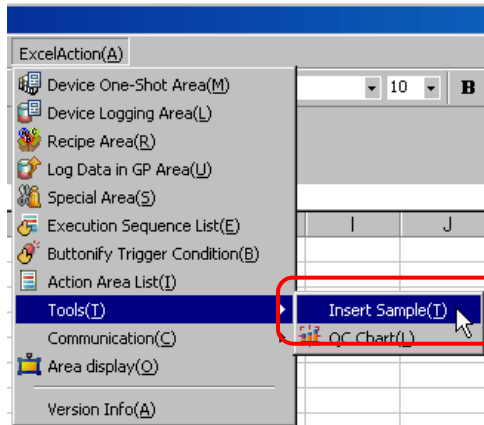 ExcelAction(A)
10 B
Device One-Shot Area(M)
Device Logging Area(L)
Recipe Area(R)
Log Data in GP Area(U)
Special Area(S)
Execution Sequence List(E)
I J
Buttonify Trigger Condition(B)
Action Area List(I)
Tools(T)
Insert Sample(T)
Communication(C)
QC Chart(L)
Area display(O)
Version Info(A)